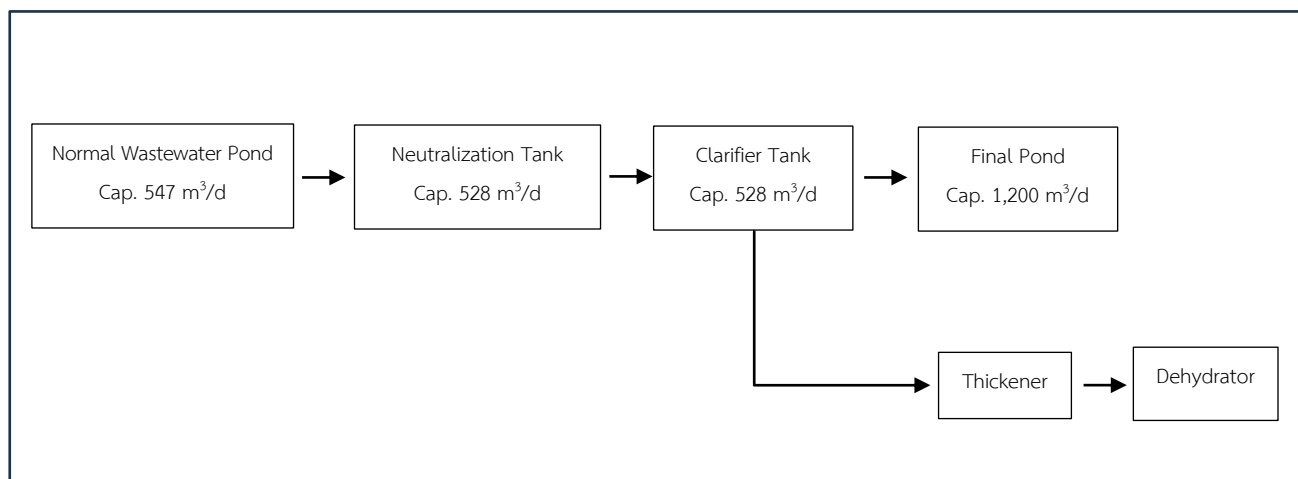 Normal Wastewater Pond
Cap. 547 m³/d
Neutralization Tank
Cap. 528 m³/d
Clarifier Tank
Cap. 528 m³/d
Final Pond
Cap. 1,200 m³/d
Thickener
Dehydrator